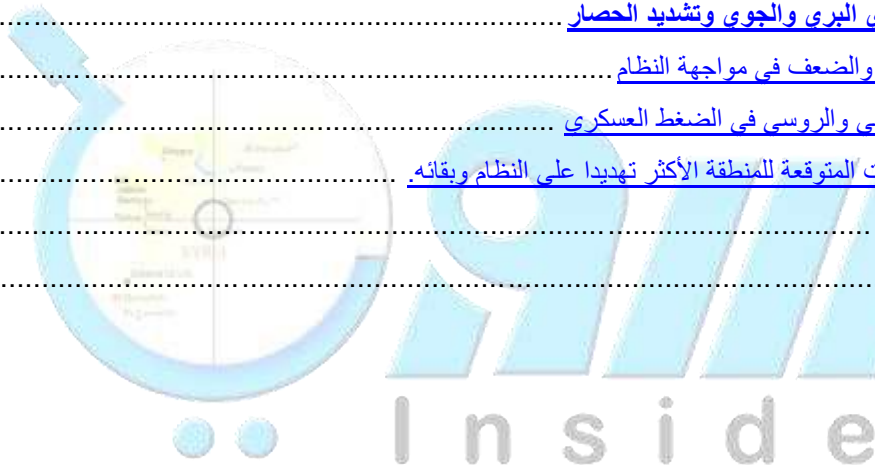 ي البري والجوي وتشديد الحصار
والضعف في مواجهة النظام
ي والروسي في الضغط العسكري
ت المتوقعة للمنطقة الأكثر تهديدا على النظام وبقائه.
Inside